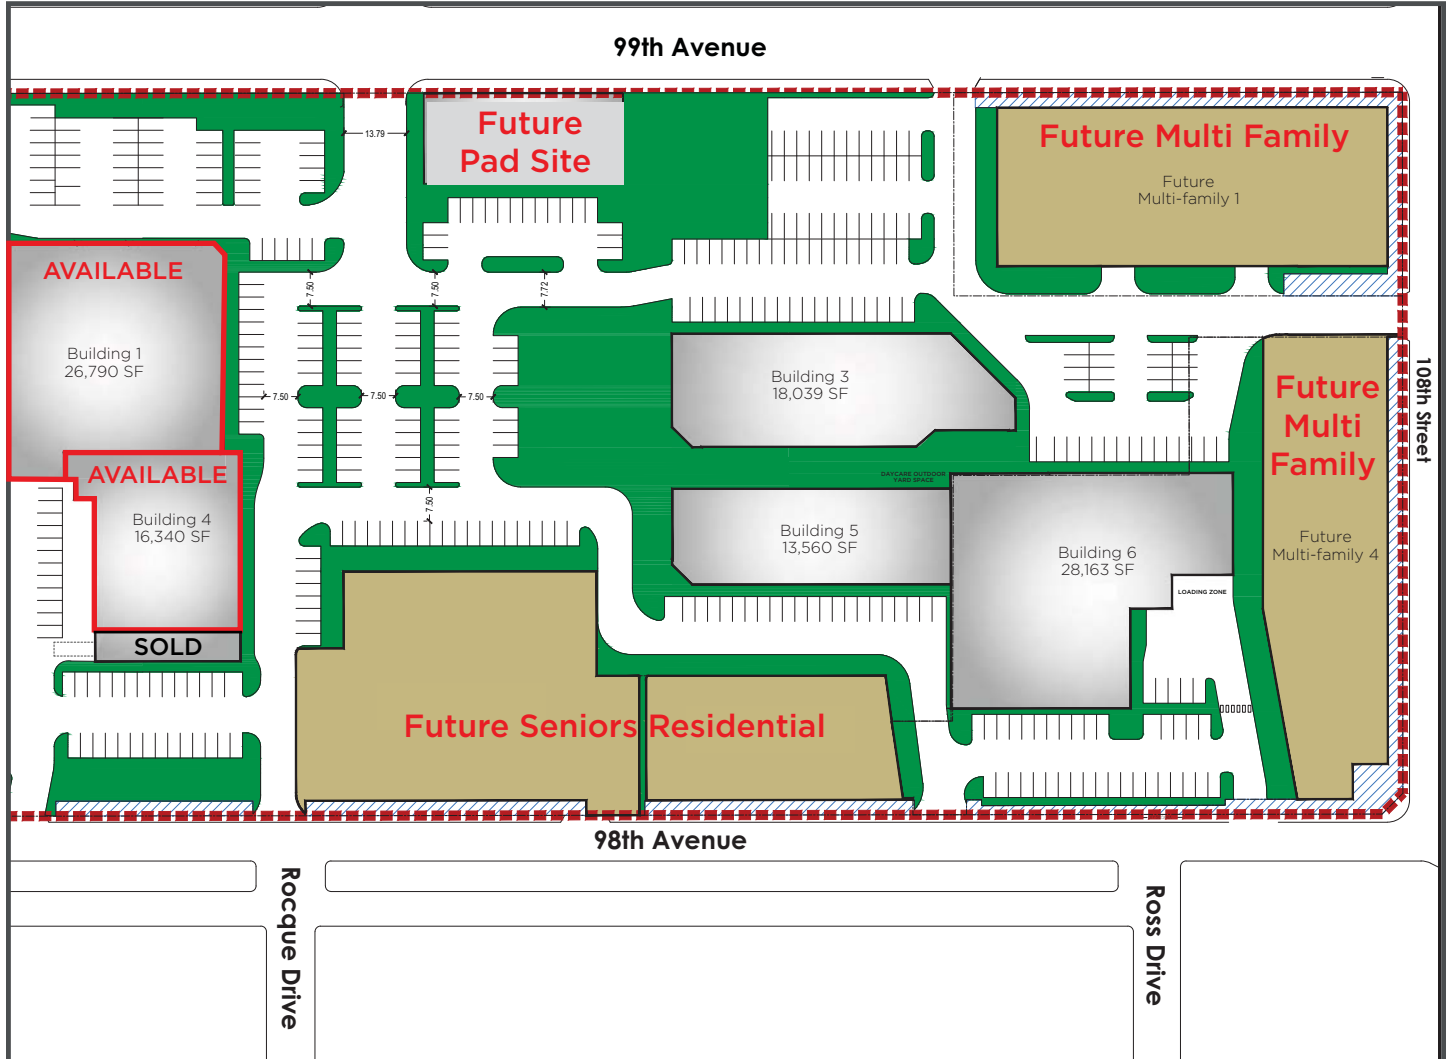 99th Avenue
13.79
Future
Pad Site
Future Multi Family
Future
Multi-family 1
AVAILABLE
Building 1
26,790 SF
7.50
7.50
7.72
7.50
7.50
7.50
Building 3
18,039 SF
Future
Multi
Family
108th Street
AVAILABLE
Building 4
16,340 SF
7.50
DAYCARE OUTDOOR
YARD SPACE
Building 5
13,560 SF
Building 6
28,163 SF
LOADING ZONE
Future
Multi-family 4
SOLD
Future Seniors Residential
98th Avenue
Rocque Drive
Ross Drive